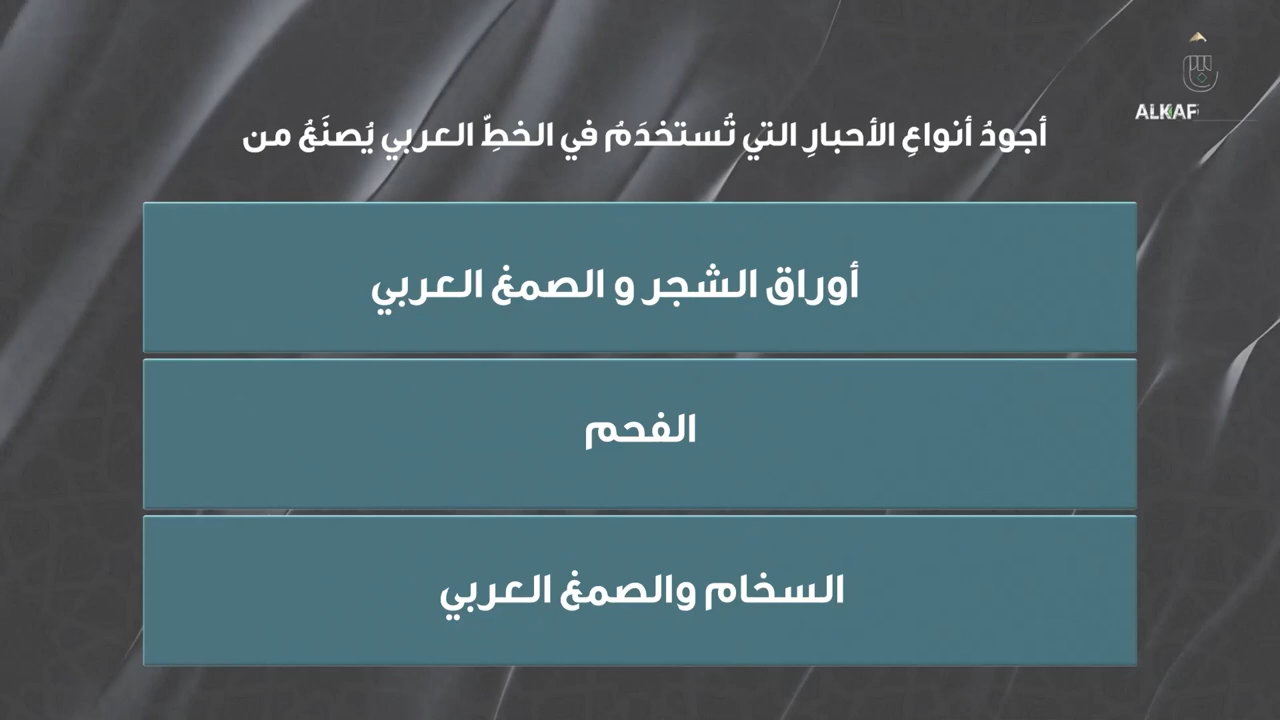 ALKAF
أجودُ أنواعِ الأحبارِ التي تُستخدَمُ في الخطِّ العربي يُصنَعُ من
أوراق الشجر و الصمغ العربي
الفحم
السخام والصمغ العربي